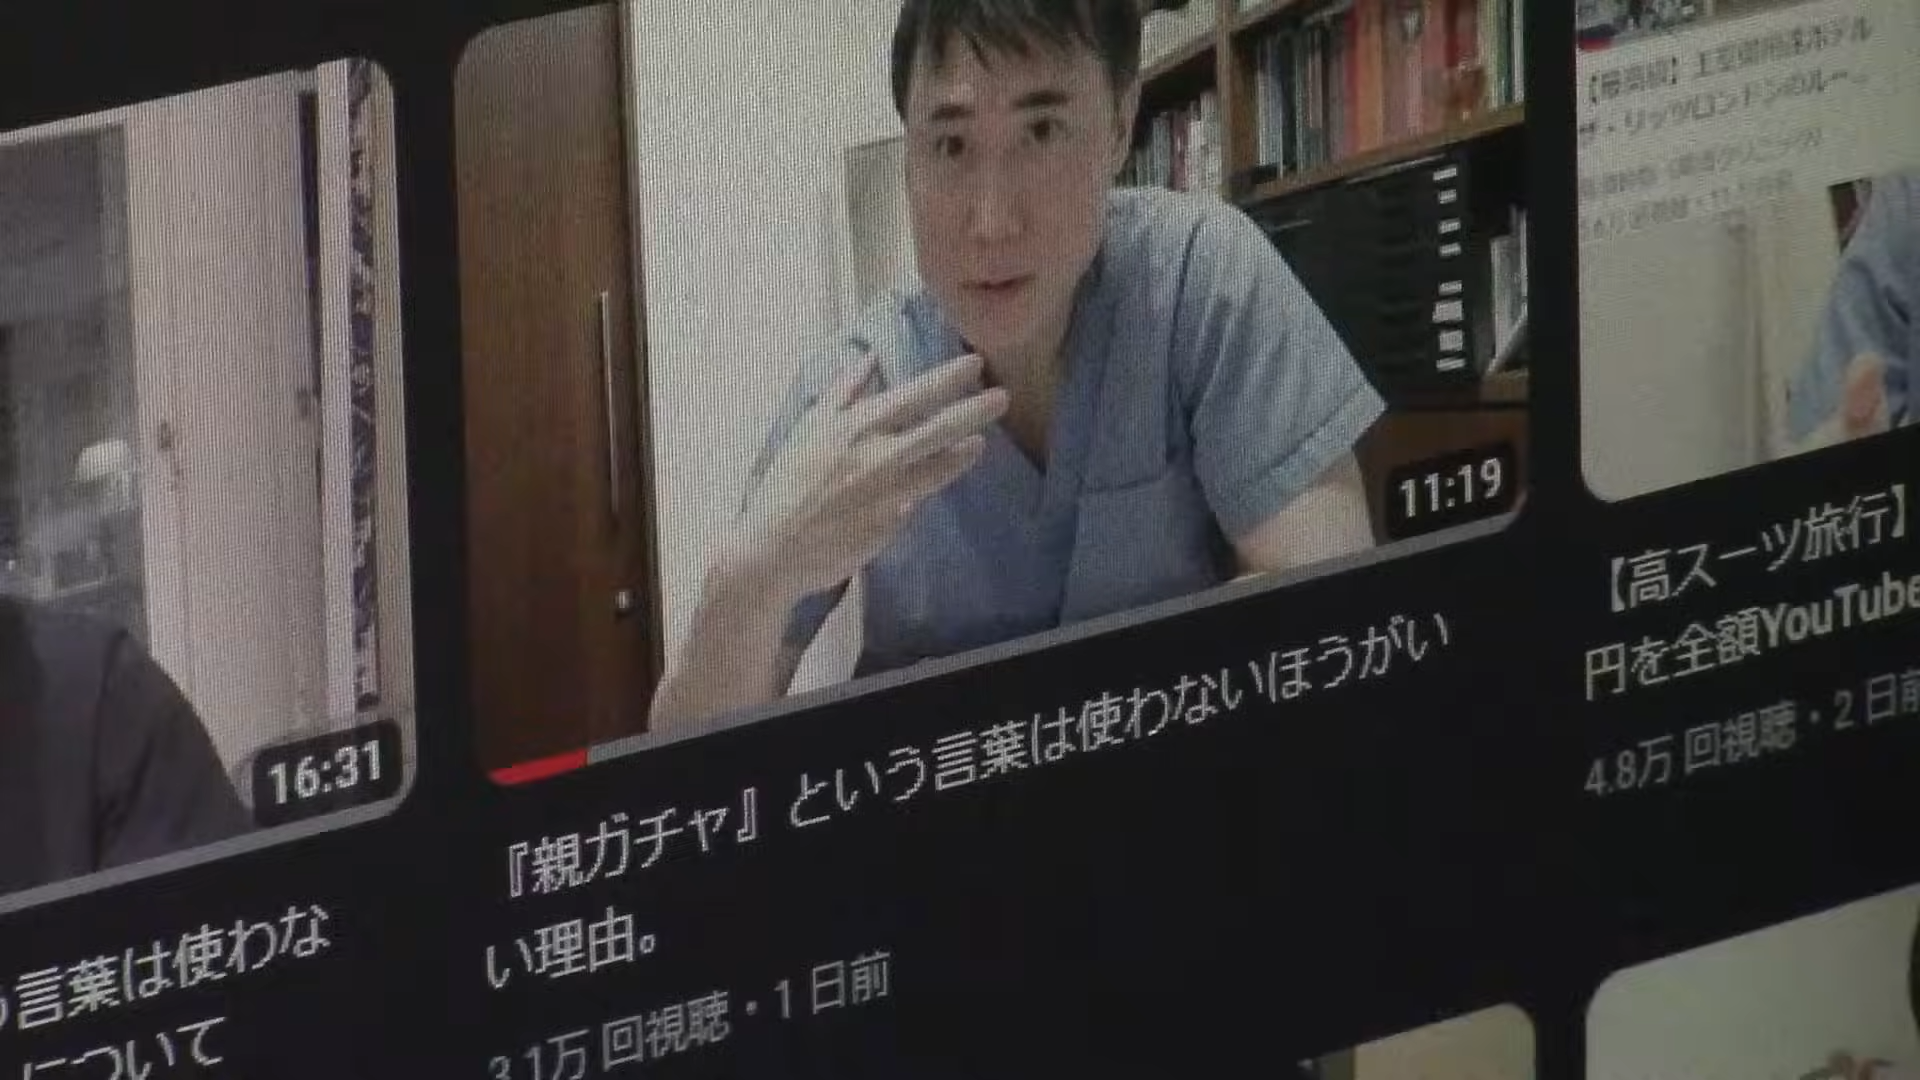 16:31
う言葉は使わな
について
11:19
『親ガチャ』という言葉は使わないほうがい
い理由。
3.1万 回視聴・1 日前
【高スーツ旅行】
円を全額YouTube
4.8万 回視聴・2 日前